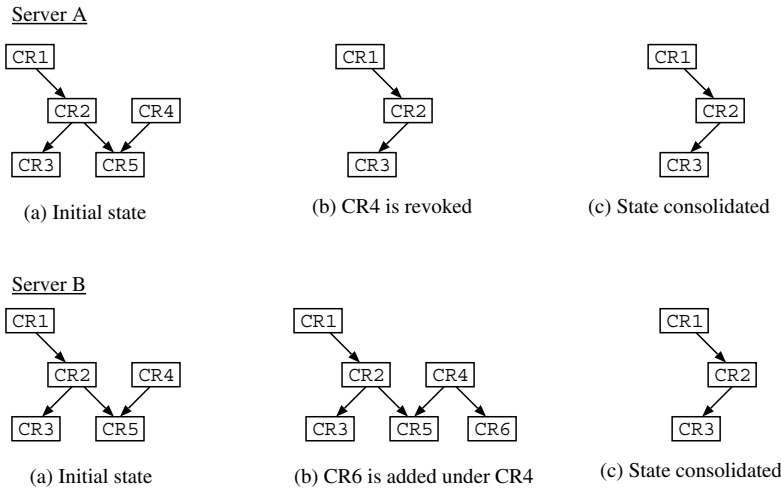 Server A
CR1 CR1 CR1
CR2 CR4 CR2 CR2
CR3 CR5 CR3 CR3
(a) Initial state (b) CR4 is revoked (c) State consolidated
Server B
CR1 CR1 CR1
CR2 CR4 CR2 CR4 CR2
CR3 CR5 CR3 CR5 CR6 CR3
(a) Initial state (b) CR6 is added under CR4 (c) State consolidated